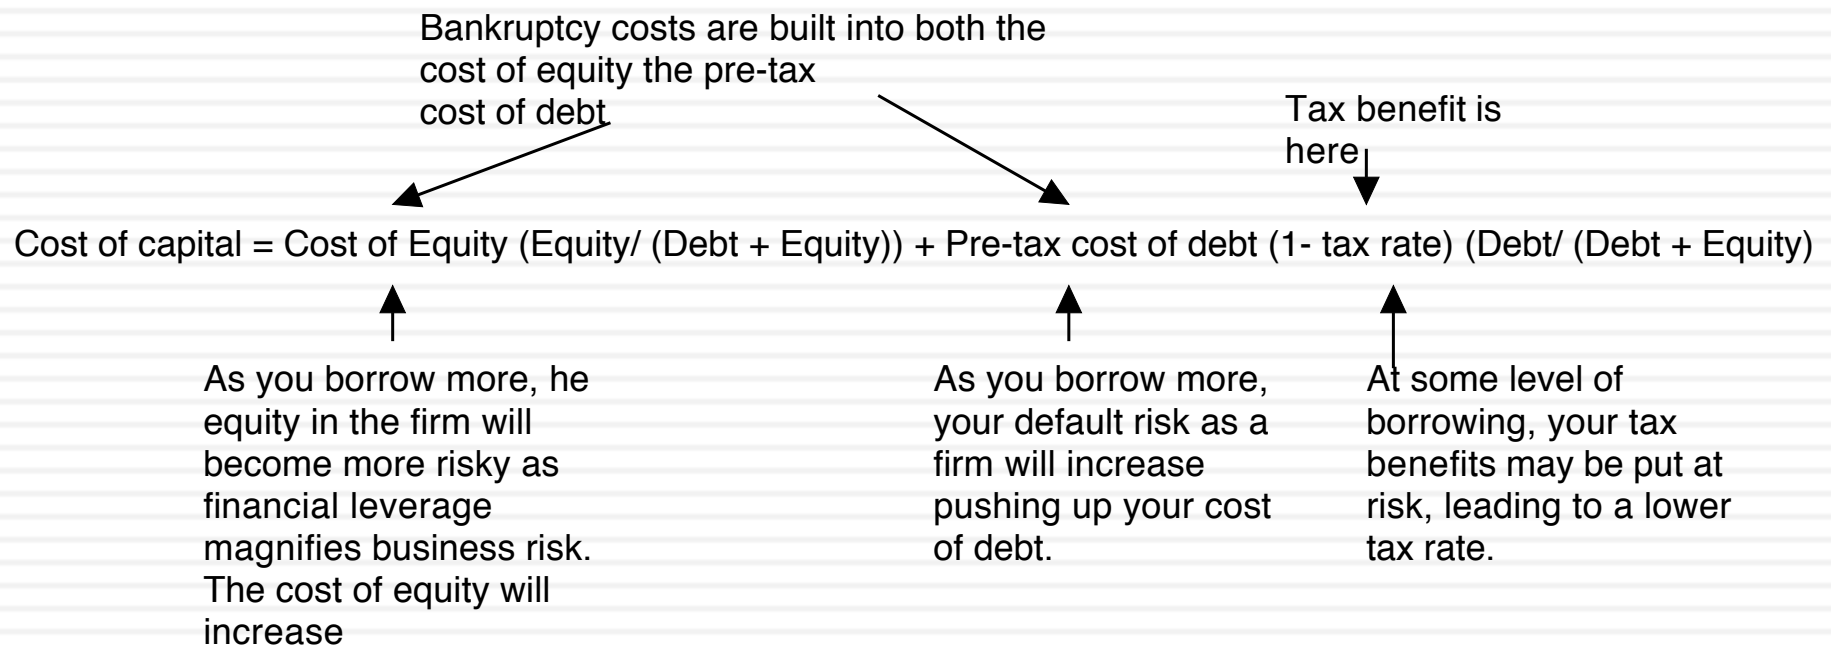 Bankruptcy costs are built into both the
cost of equity the pre-tax
cost of debt
Tax benefit is
here
Cost of capital = Cost of Equity (Equity/ (Debt + Equity)) + Pre-tax cost of debt (1- tax rate) (Debt/ (Debt + Equity)
As you borrow more, he
equity in the firm will
become more risky as
financial leverage
magnifies business risk.
The cost of equity will
increase
As you borrow more,
your default risk as a
firm will increase
pushing up your cost
of debt.
At some level of
borrowing, your tax
benefits may be put at
risk, leading to a lower
tax rate.